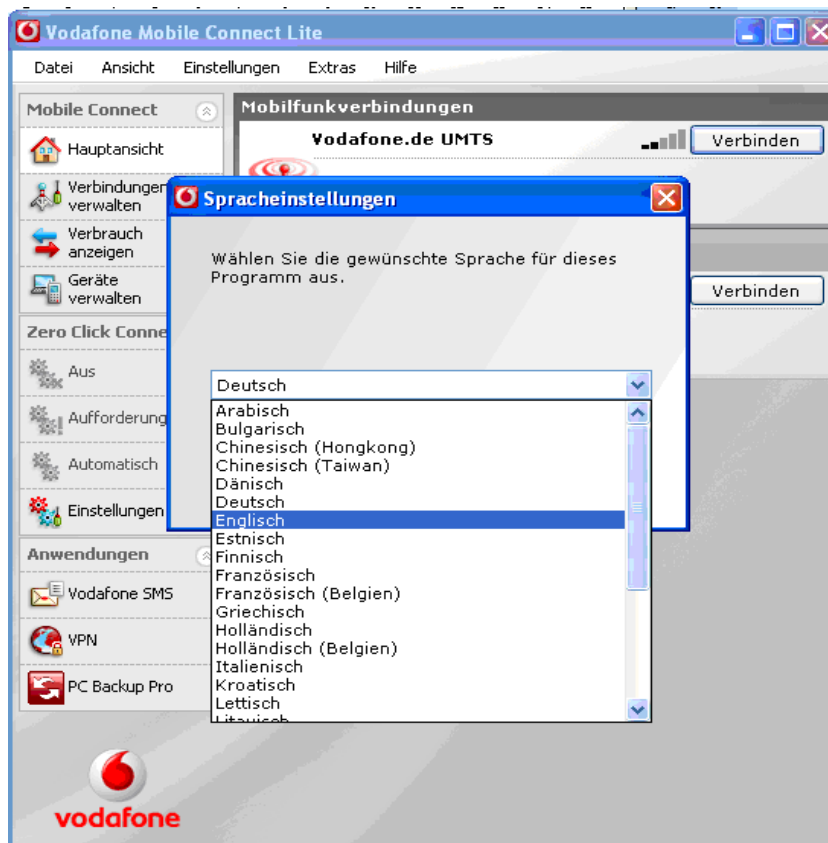 Vodafone Mobile Connect Lite
Datei Ansicht Einstellungen Extras Hilfe
Mobile Connect
Hauptansicht
Verbindungen
verwalten
Verbrauch
anzeigen
Geräte
verwalten
Zero Click Conne
Aus
Aufforderung
Automatisch
Einstellungen
Anwendungen
Vodafone SMS
VPN
PC Backup Pro
vodafone
Mobilfunkverbindungen
Vodafone.de UMTS
Verbinden
Verbinden
Spracheinstellungen
Wählen Sie die gewünschte Sprache für dieses
Programm aus.
Deutsch
Arabisch
Bulgarisch
Chinesisch (Hongkong)
Chinesisch (Taiwan)
Dänisch
Deutsch
Englisch
Estnisch
Finnisch
Französisch
Französisch (Belgien)
Griechisch
Holländisch
Holländisch (Belgien)
Italienisch
Kroatisch
Lettisch
Litauisch